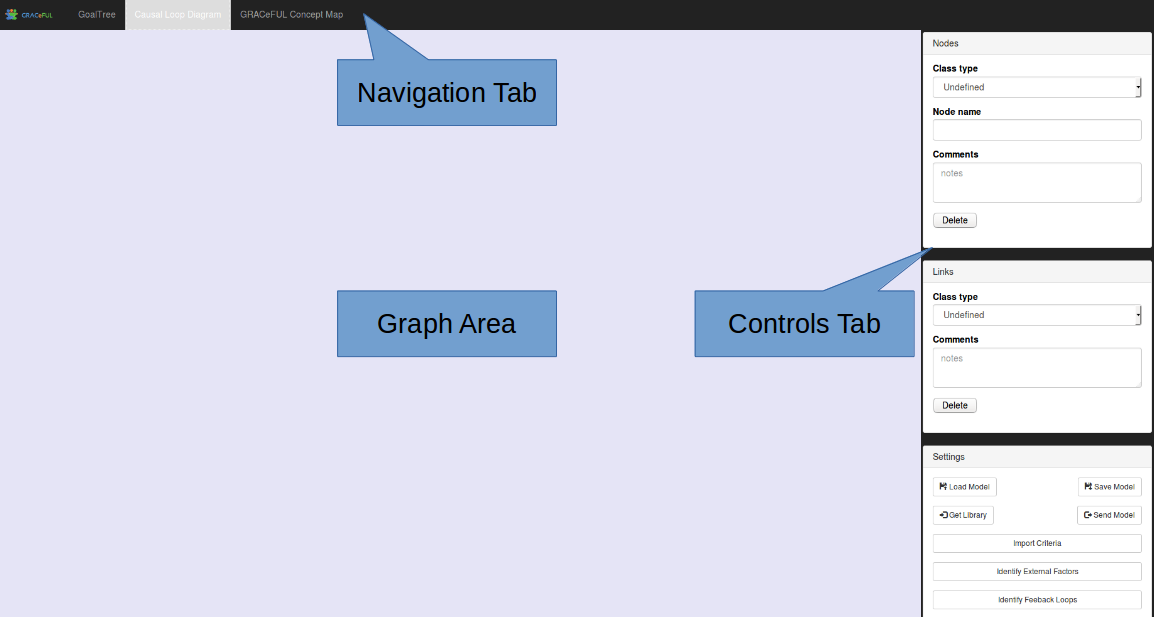 GRACeFUL GoalTree Causal Loop Diagram GRACeFUL Concept Map
Navigation Tab
Graph Area
Controls Tab
Nodes
Class type
Undefined
Node name
Comments
notes
Delete
Links
Class type
Undefined
Comments
notes
Delete
Settings
Load Model Save Model
Get Library Send Model
Import Criteria
Identify External Factors
Identify Feeback Loops